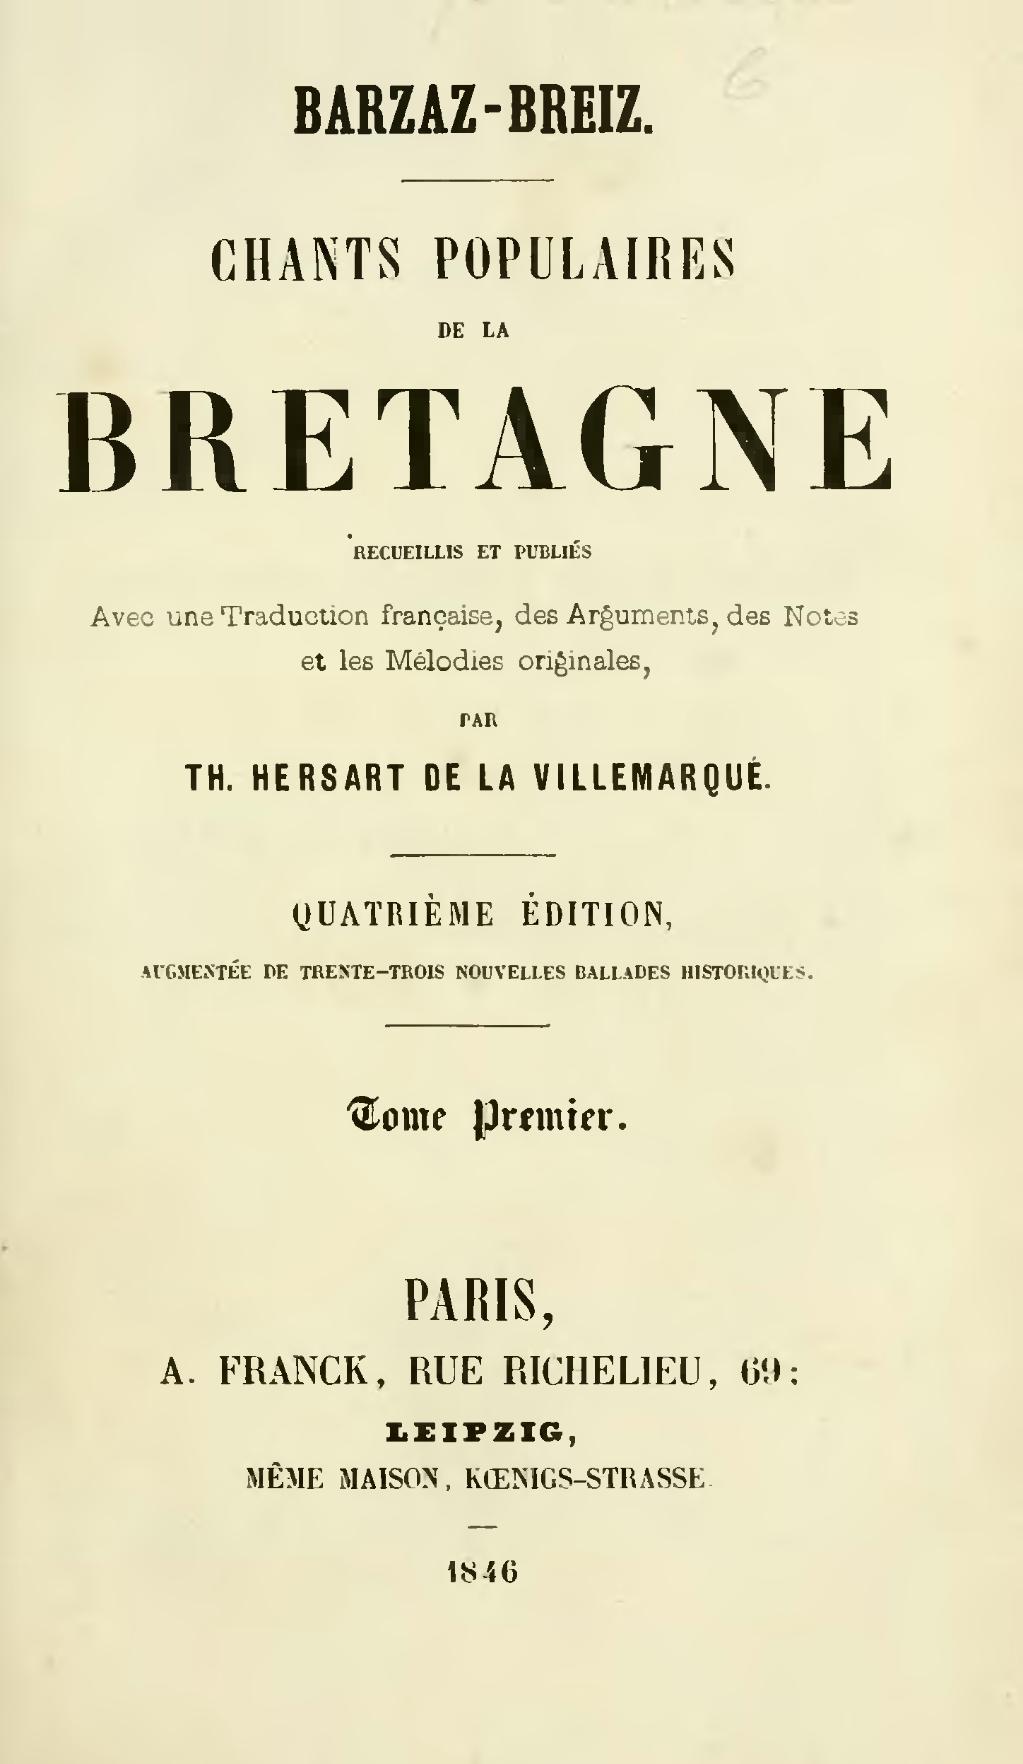 6
BARZAZ-BREIZ.
CHANTS POPULAIRES
DE LA
BRETAGNE
RECUEILLIS ET PUBLIÉS
Avec une Traduction française, des Arguments, des Notes
et les Mélodies originales,
PAR
TH. HERSART DE LA VILLEMARQUÉ.
QUATRIÈME ÉDITION,
AUGMENTÉE DE TRENTE-TROIS NOUVELLES BALLADES HISTORIQUES.
Tome Premier.
PARIS,
A. FRANCK, RUE RICHELIEU, 69;
LEIPZIG,
MÊME MAISON, KŒNIGS-STRASSE.
1846